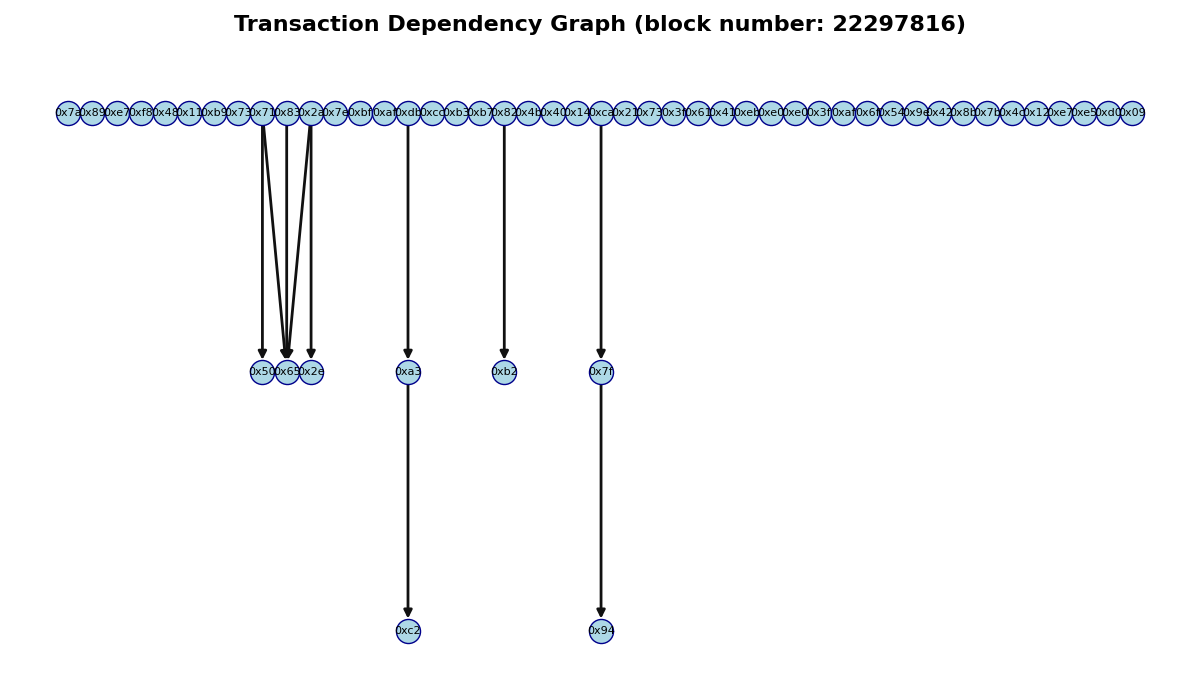 Transaction Dependency Graph (block number: 22297816)
0x7a 0x89 0xe7 0xf8 0x48 0x11 0xb9 0x73 0x71 0x83 0x2a 0x7e 0xbf 0xaf 0xdb 0xcc 0xb3 0xb7 0x82 0x4b 0x40 0x14 0xca 0x21 0x73 0x3f 0x61 0x41 0xeb 0xe0 0xe0 0x3f 0xaf 0x6f 0x54 0x9e 0x42 0x8b 0x7b 0x4c 0x12 0xe7 0xe5 0xd0 0x09
0x50 0x65 0x2e 0xa3 0xb2 0x7f
0xc2 0x94